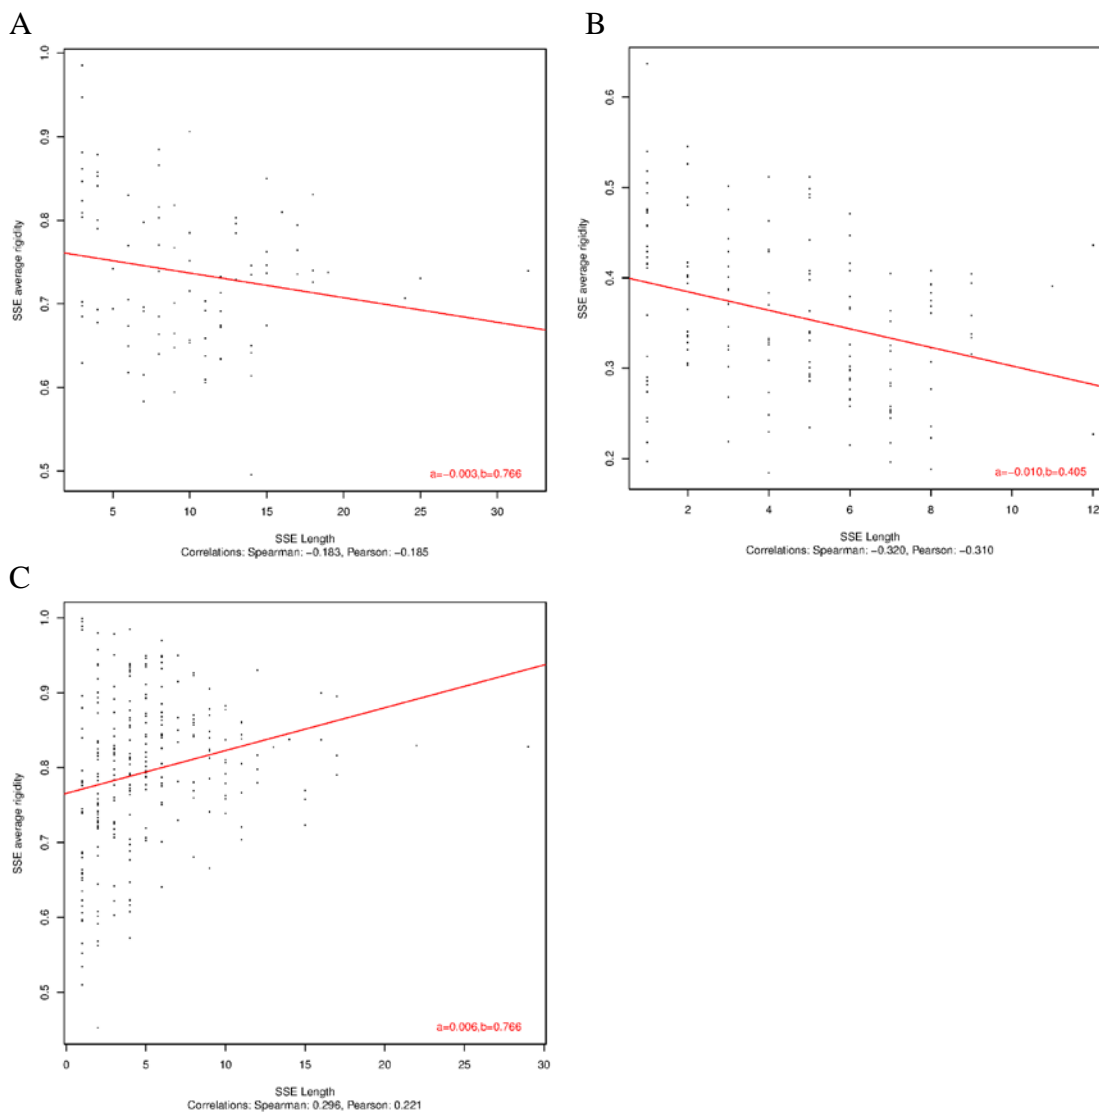 A
1.0
0.9
0.8
0.7
0.6
0.5
SSE average rigidity
a=−0.003,b=0.766
5 10 15 20 25 30
SSE Length
Correlations: Spearman: −0.183, Pearson: −0.185
B
0.6
0.5
0.4
0.3
0.2
SSE average rigidity
a=−0.010,b=0.405
2 4 6 8 10 12
SSE Length
Correlations: Spearman: −0.320, Pearson: −0.310
C
1.0
0.9
0.8
0.7
0.6
0.5
SSE average rigidity
a=0.006,b=0.766
0 5 10 15 20 25 30
SSE Length
Correlations: Spearman: 0.296, Pearson: 0.221